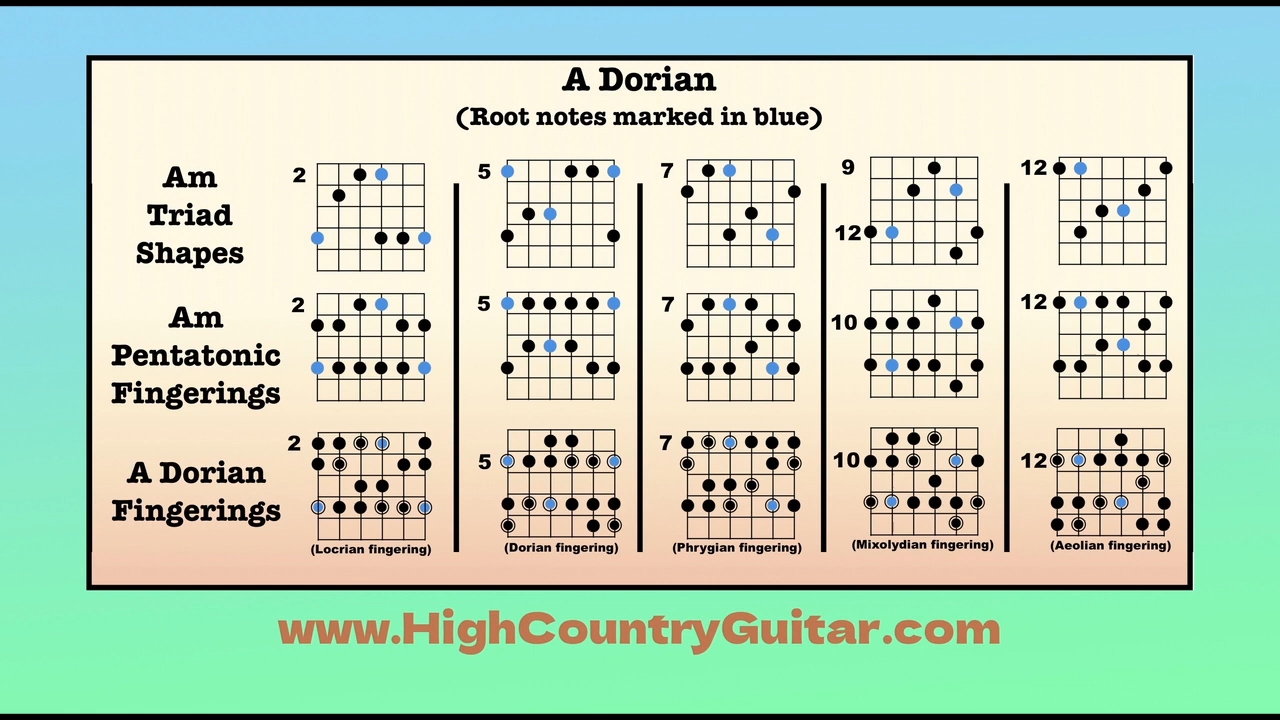 A Dorian
(Root notes marked in blue)
Am
Triad
Shapes
2
5
7
9
12
12
Am
Pentatonic
Fingerings
2
5
7
10
12
A Dorian
Fingerings
2
5
7
10
12
(Locrian fingering)
(Dorian fingering)
(Phrygian fingering)
(Mixolydian fingering)
(Aeolian fingering)
www.HighCountryGuitar.com